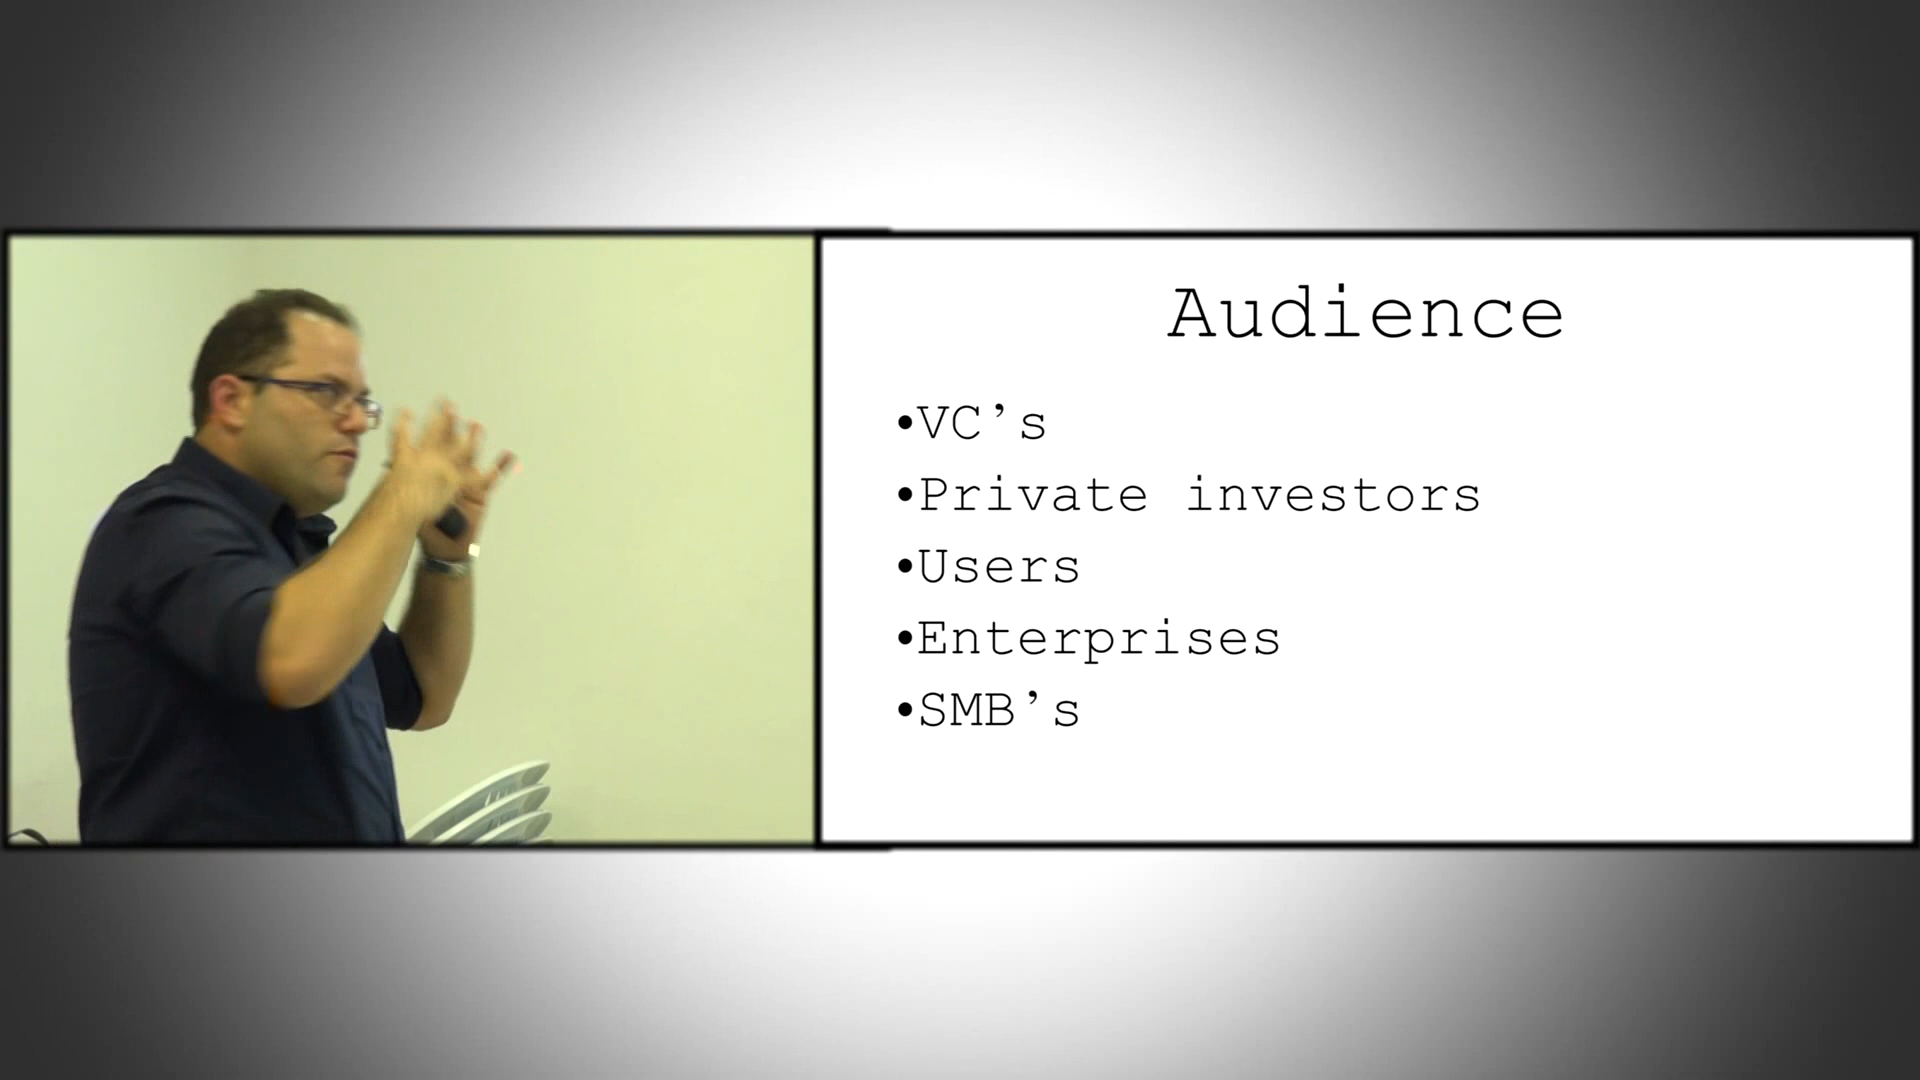 Audience
•VC’s
•Private investors
•Users
•Enterprises
•SMB’s